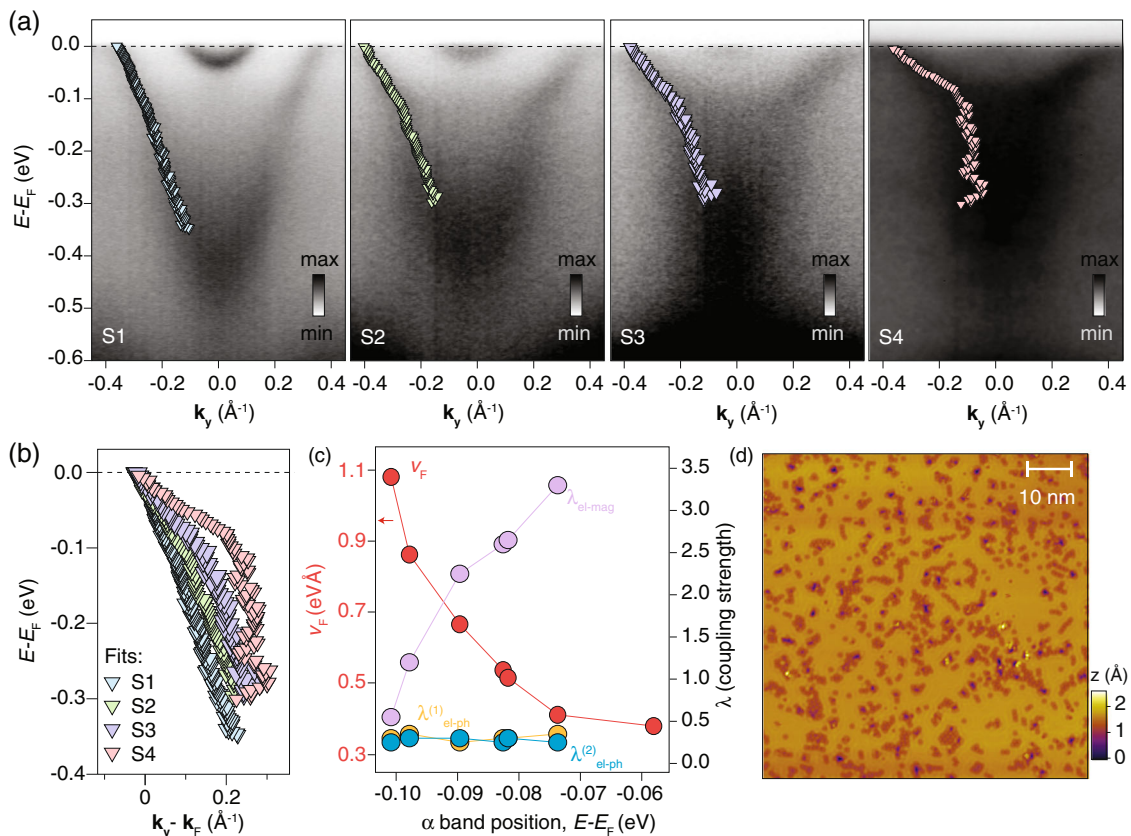 (a)
0.0
-0.1
-0.2
-0.3
-0.4
-0.5
-0.6
E-E_F (eV)
max
min
S1
max
min
S2
max
min
S3
max
min
S4
-0.4 -0.2 0.0 0.2 0.4
-0.4 -0.2 0.0 0.2 0.4
-0.4 -0.2 0.0 0.2 0.4
-0.4 -0.2 0.0 0.2 0.4
k_y (Å⁻¹)
k_y (Å⁻¹)
k_y (Å⁻¹)
k_y (Å⁻¹)
(b)
0.0
-0.1
-0.2
-0.3
-0.4
E-E_F (eV)
Fits:
S1
S2
S3
S4
0 0.2
k_y - k_F (Å⁻¹)
(c)
1.1
0.9
0.7
0.5
0.3
ν_F (eVÅ)
ν_F
λ_el-mag
λ⁽¹⁾_el-ph
λ⁽²⁾_el-ph
3.5
3.0
2.5
2.0
1.5
1.0
0.5
0.0
λ (coupling strength)
-0.10 -0.09 -0.08 -0.07 -0.06
α band position, E-E_F (eV)
(d)
10 nm
z (Å)
2
1
0